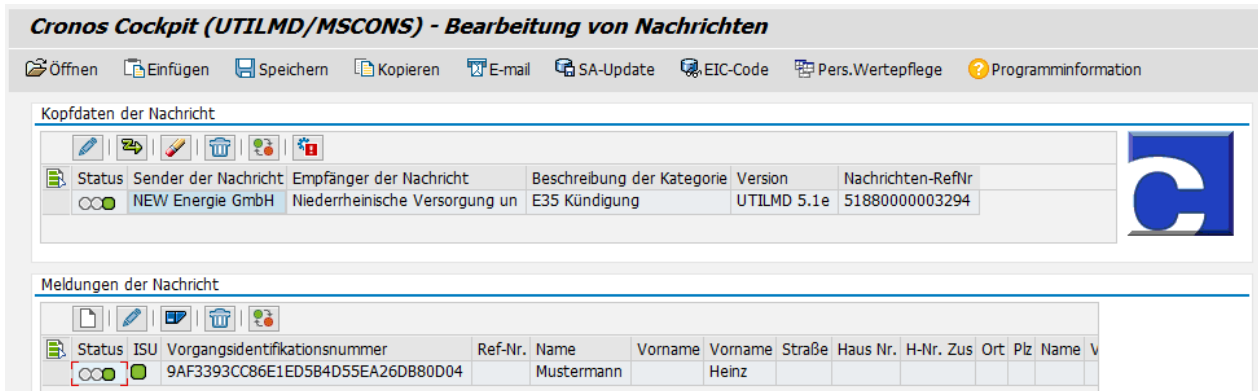 Cronos Cockpit (UTILMD/MSCONS) - Bearbeitung von Nachrichten
Öffnen Einfügen Speichern Kopieren E-mail SA-Update EIC-Code Pers.Wertepflege Programminformation
Kopfdaten der Nachricht
Status Sender der Nachricht Empfänger der Nachricht Beschreibung der Kategorie Version Nachrichten-RefNr
NEW Energie GmbH Niederrheinische Versorgung un E35 Kündigung UTILMD 5.1e 51880000003294
C
Meldungen der Nachricht
Status ISU Vorgangsidentifikationsnummer Ref-Nr. Name Vorname Vorname Straße Haus Nr. H-Nr. Zus Ort Plz Name V
9AF3393CC86E1ED5B4D55EA26DB80D04 Mustermann Heinz